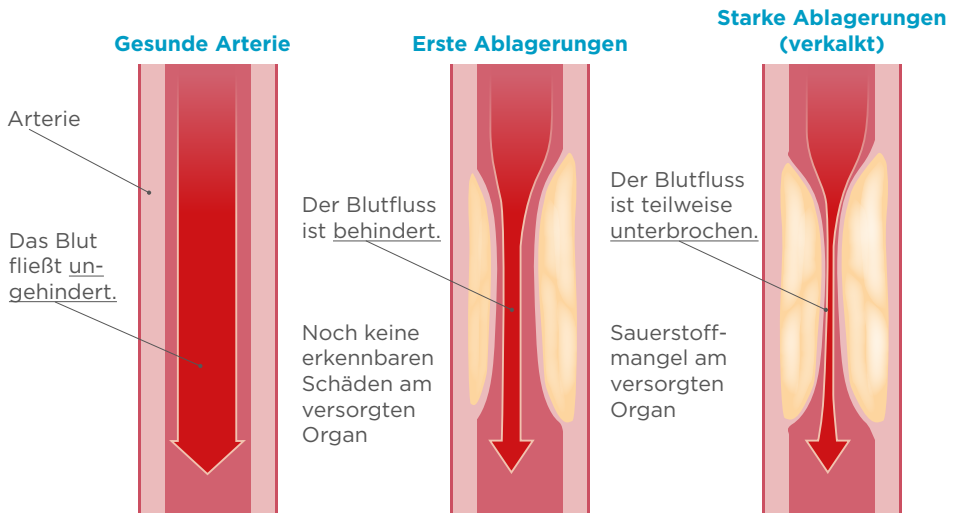 Gesunde Arterie
Arterie
Das Blut
fließt un-
gehindert.
Erste Ablagerungen
Der Blutfluss
ist behindert.
Noch keine
erkennbaren
Schäden am
versorgten
Organ
Starke Ablagerungen
(verkalkt)
Der Blutfluss
ist teilweise
unterbrochen.
Sauerstoff-
mangel am
versorgten
Organ